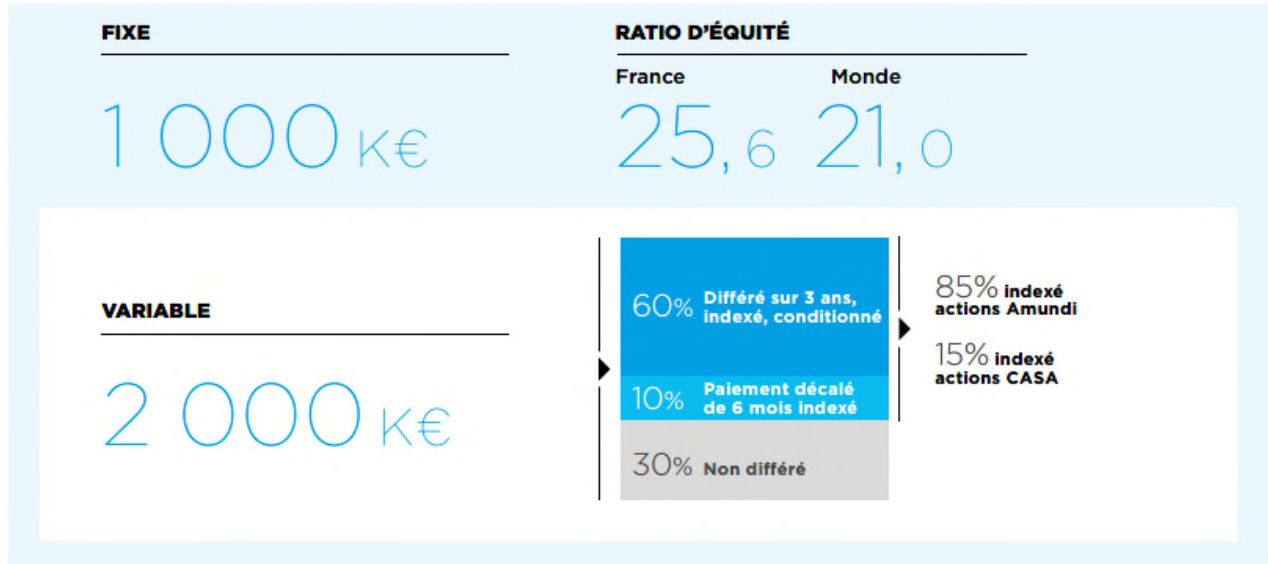 FIXE
1 000 K€
RATIO D'ÉQUITÉ
France
Monde
25,6
21,0
VARIABLE
2 000 K€
60% Différé sur 3 ans,
indexé, conditionné
10% Paiement décalé
de 6 mois indexé
30% Non différé
85% indexé
actions Amundi
15% indexé
actions CASA